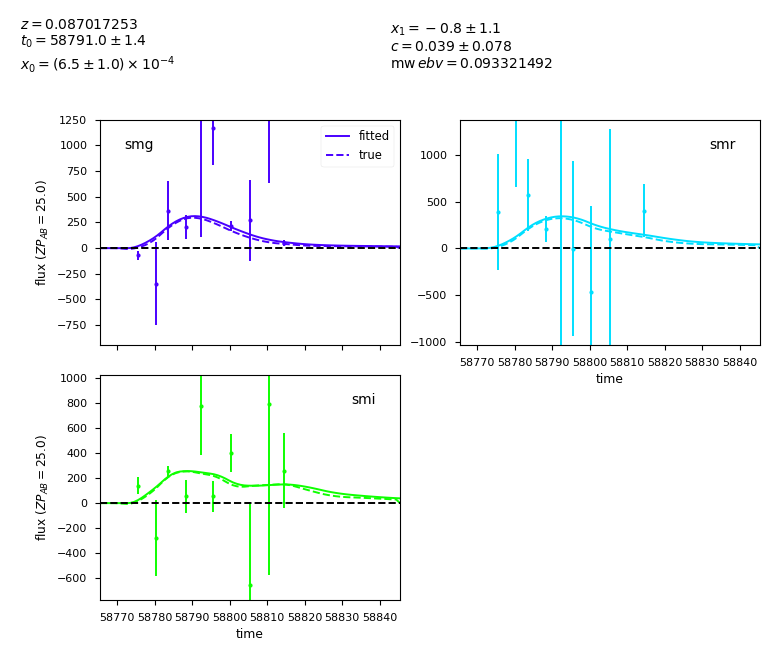 z = 0.087017253
t₀ = 58791.0 ± 1.4
x₀ = (6.5 ± 1.0) × 10⁻⁴
x₁ = −0.8 ± 1.1
c = 0.039 ± 0.078
mw ebv = 0.093321492
smg
fitted
true
1250
1000
750
500
250
0
−250
−500
−750
flux (ZP_AB = 25.0)
smr
1000
500
0
−500
−1000
58770 58780 58790 58800 58810 58820 58830 58840
time
smi
1000
800
600
400
200
0
−200
−400
−600
flux (ZP_AB = 25.0)
58770 58780 58790 58800 58810 58820 58830 58840
time